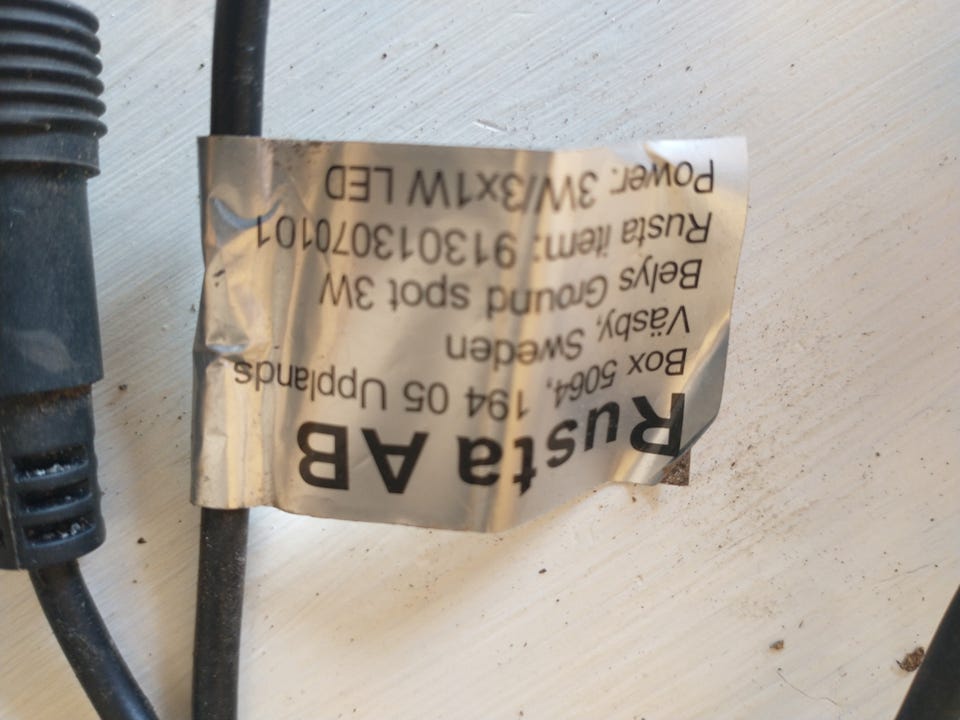 Rusta AB
Box 5064, 194 05 Upplands
Väsby, Sweden
Belys Ground spot 3W
Rusta item: 913013070101
Power: 3W/3x1W LED